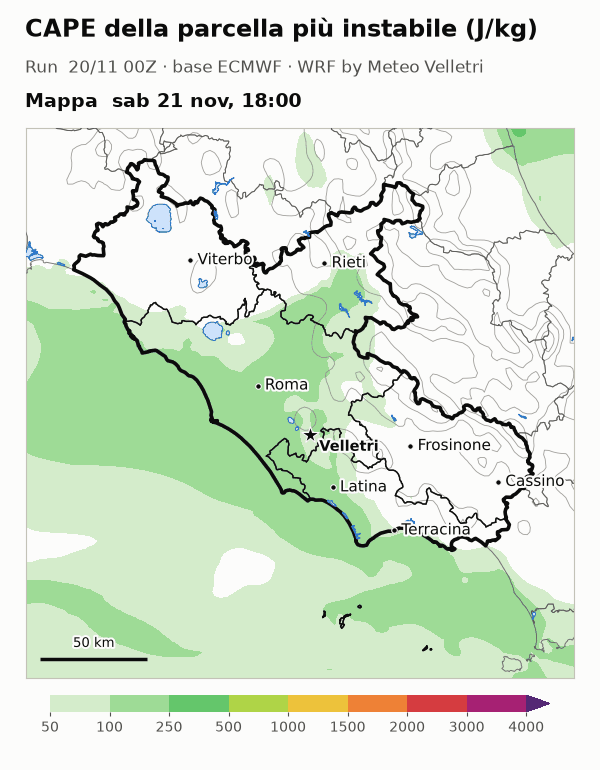 CAPE della parcella più instabile (J/kg)
Run  20/11 00Z · base ECMWF · WRF by Meteo Velletri
Mappa  sab 21 nov, 18:00
Viterbo
Rieti
Roma
Velletri
Frosinone
Latina
Cassino
Terracina
50 km
50 100 250 500 1000 1500 2000 3000 4000